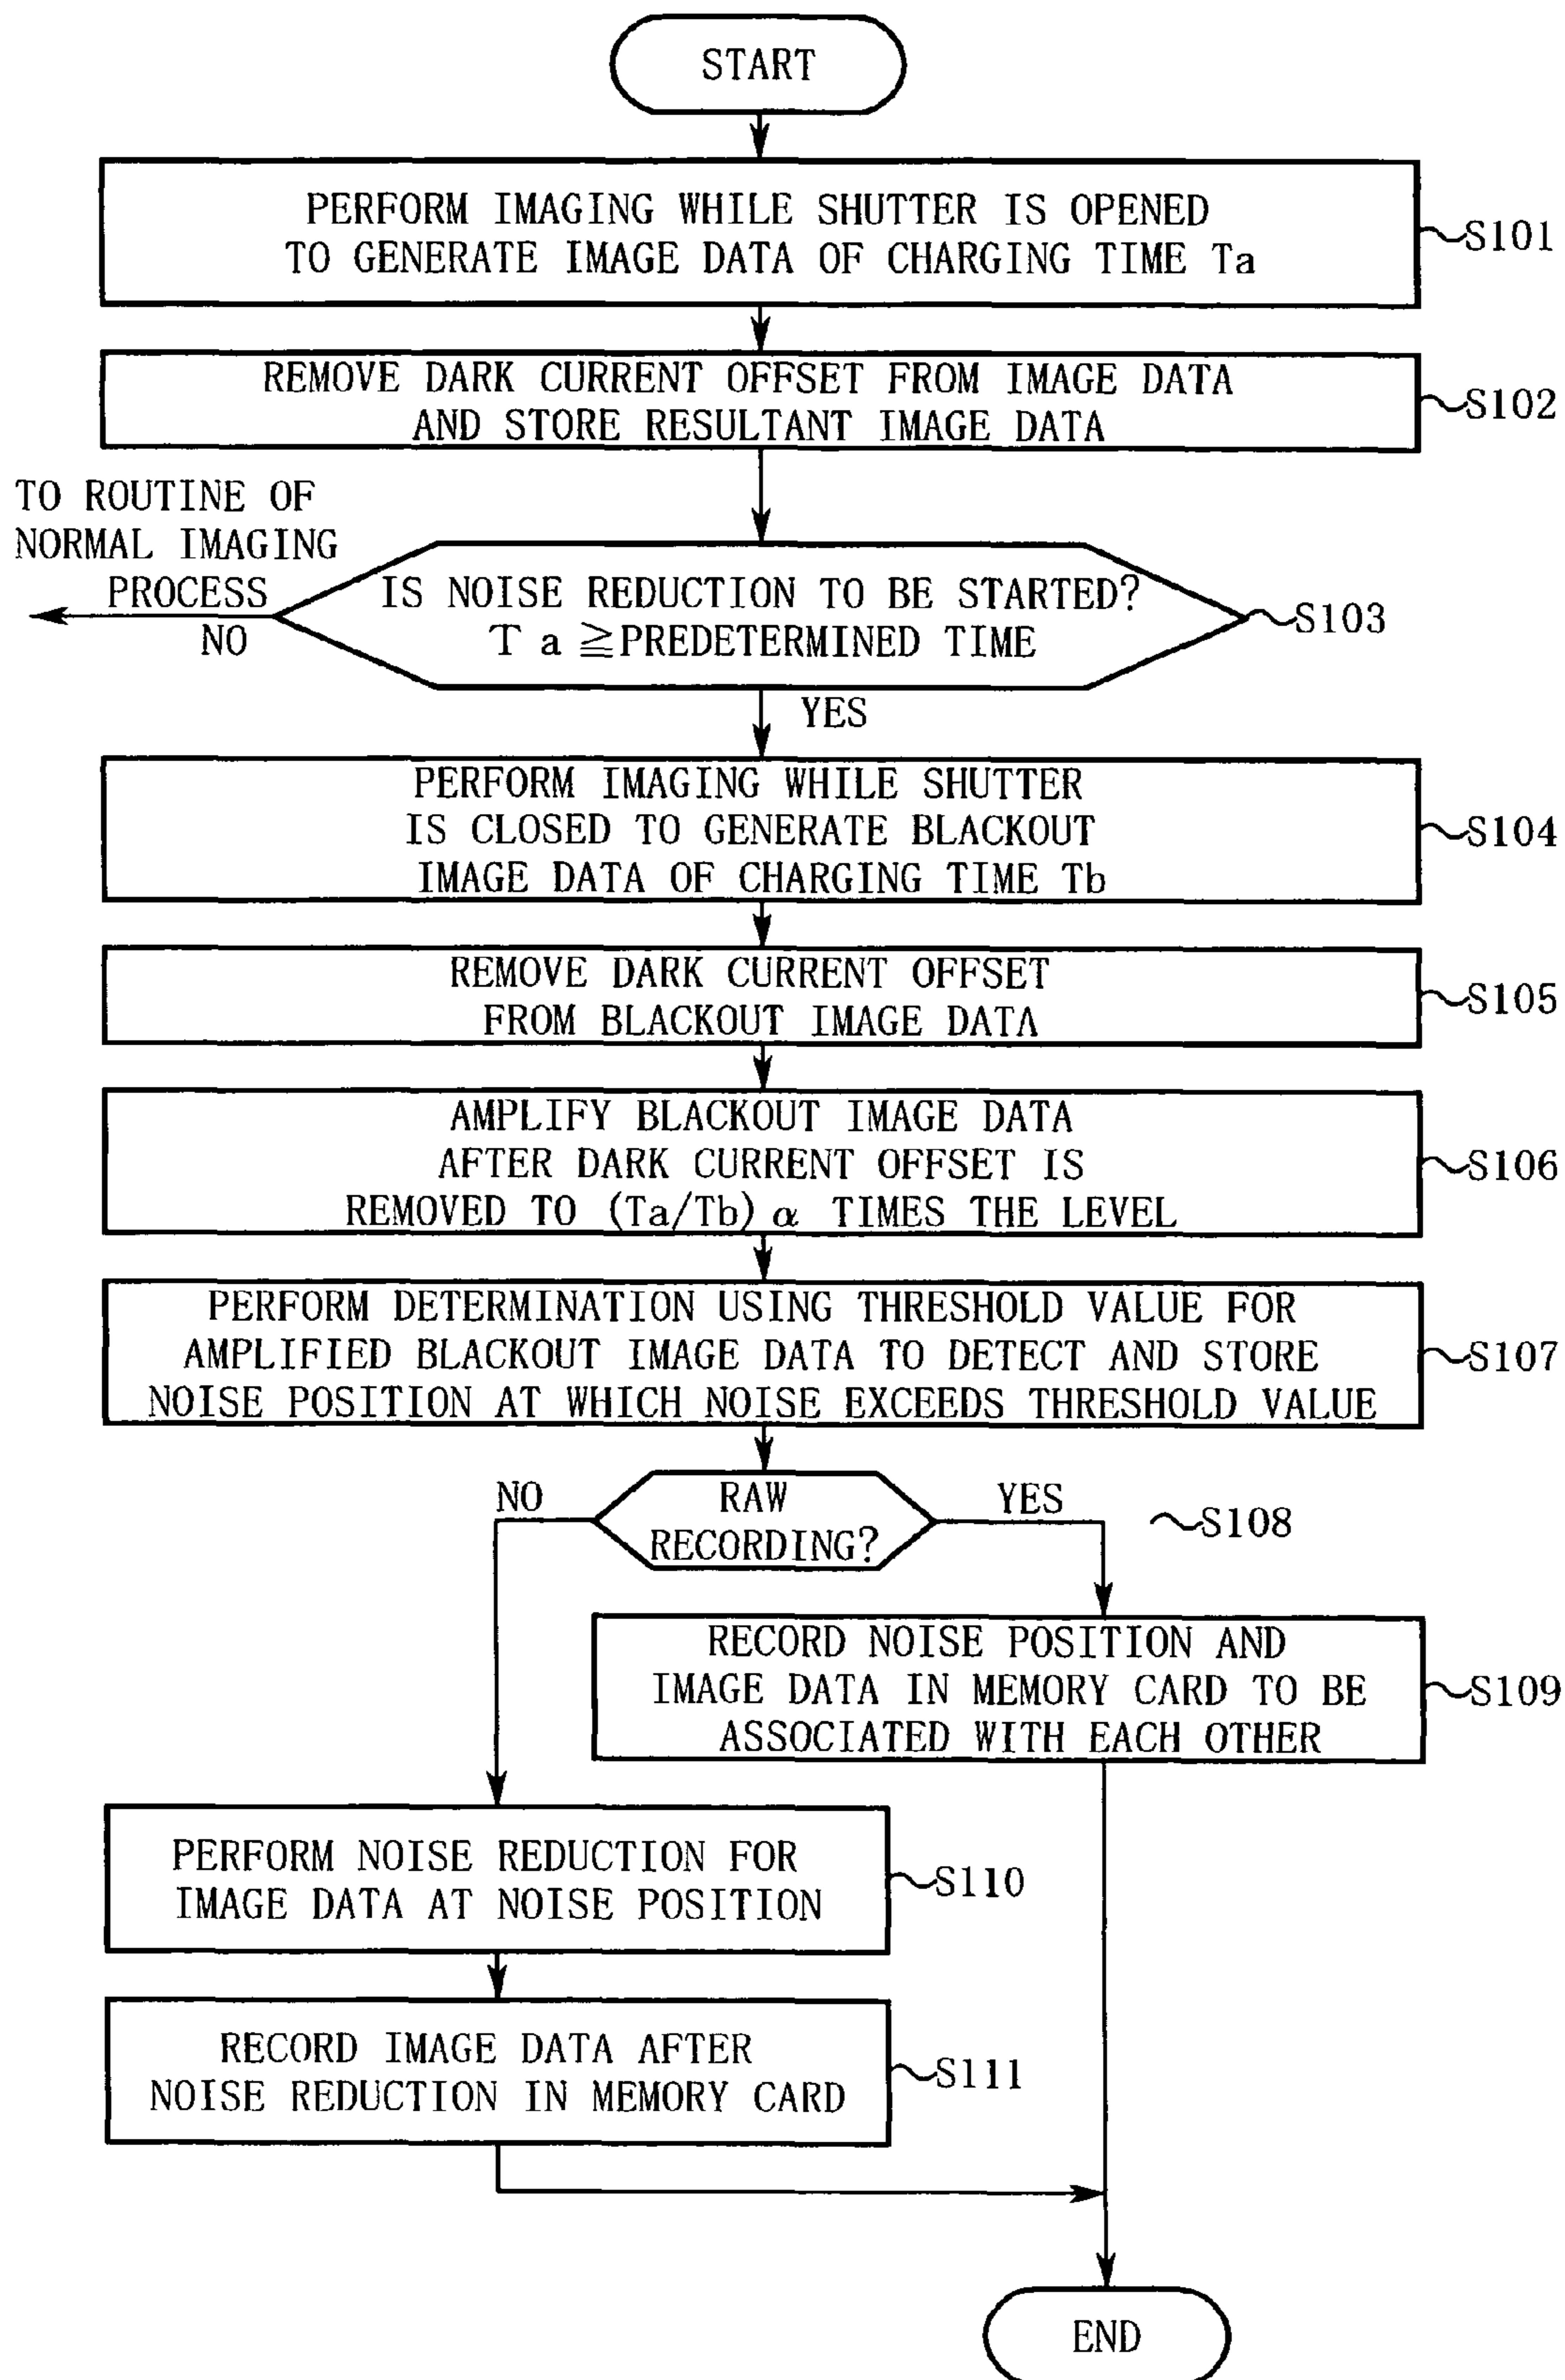 START
PERFORM IMAGING WHILE SHUTTER IS OPENED
TO GENERATE IMAGE DATA OF CHARGING TIME Ta
S101
REMOVE DARK CURRENT OFFSET FROM IMAGE DATA
AND STORE RESULTANT IMAGE DATA
S102
TO ROUTINE OF
NORMAL IMAGING
PROCESS
NO
IS NOISE REDUCTION TO BE STARTED?
T a ≧PREDETERMINED TIME
S103
YES
PERFORM IMAGING WHILE SHUTTER
IS CLOSED TO GENERATE BLACKOUT
IMAGE DATA OF CHARGING TIME Tb
S104
REMOVE DARK CURRENT OFFSET
FROM BLACKOUT IMAGE DATA
S105
AMPLIFY BLACKOUT IMAGE DATA
AFTER DARK CURRENT OFFSET IS
REMOVED TO (Ta/Tb) α TIMES THE LEVEL
S106
PERFORM DETERMINATION USING THRESHOLD VALUE FOR
AMPLIFIED BLACKOUT IMAGE DATA TO DETECT AND STORE
NOISE POSITION AT WHICH NOISE EXCEEDS THRESHOLD VALUE
S107
NO
RAW
RECORDING?
YES
S108
RECORD NOISE POSITION AND
IMAGE DATA IN MEMORY CARD TO BE
ASSOCIATED WITH EACH OTHER
S109
PERFORM NOISE REDUCTION FOR
IMAGE DATA AT NOISE POSITION
S110
RECORD IMAGE DATA AFTER
NOISE REDUCTION IN MEMORY CARD
S111
END